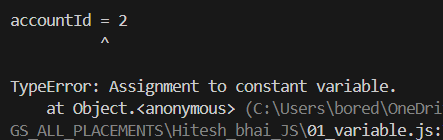 accountId = 2
^
TypeError: Assignment to constant variable.
at Object.<anonymous> (C:\Users\bored\OneDri
GS_ALL_PLACEMENTS\Hitesh_bhai_JS\01_variable.js: